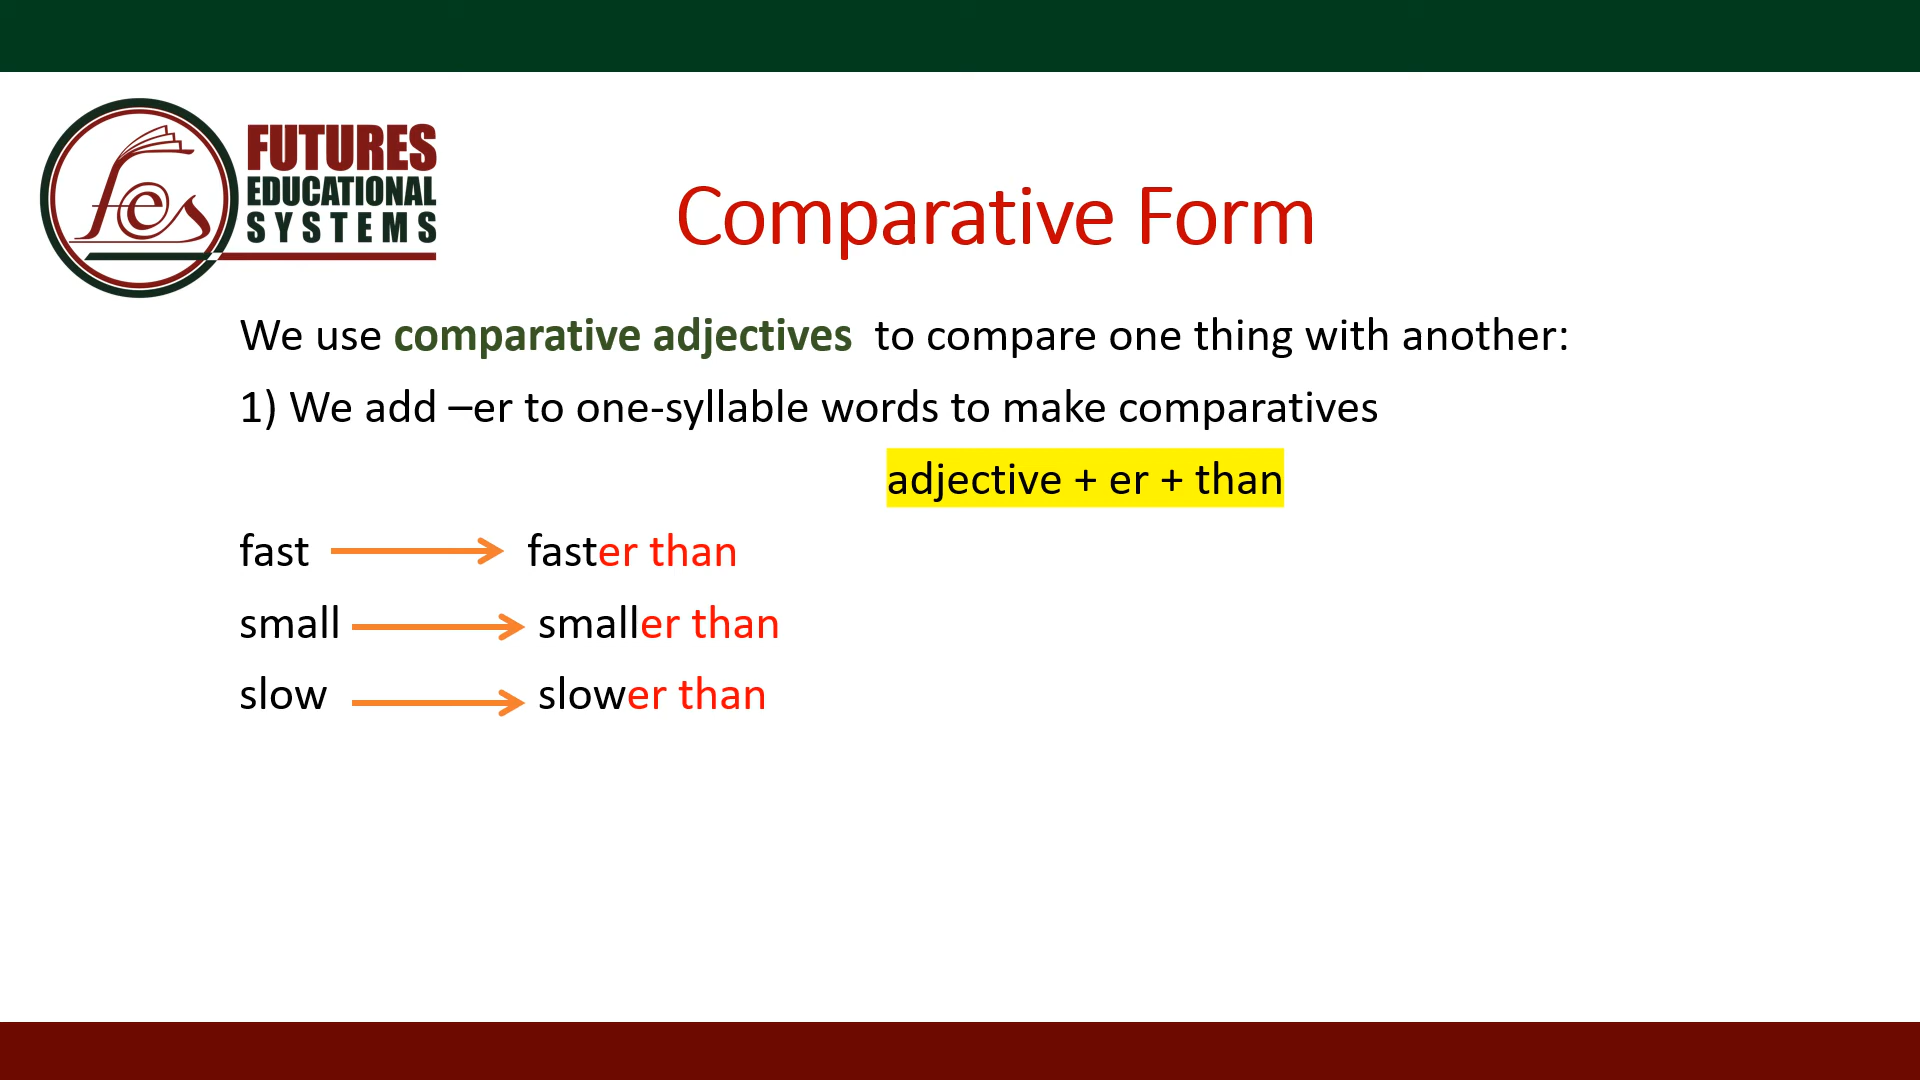 fes
FUTURES
EDUCATIONAL
SYSTEMS
Comparative Form
We use comparative adjectives to compare one thing with another:
1) We add –er to one-syllable words to make comparatives
adjective + er + than
fast faster than
small smaller than
slow slower than